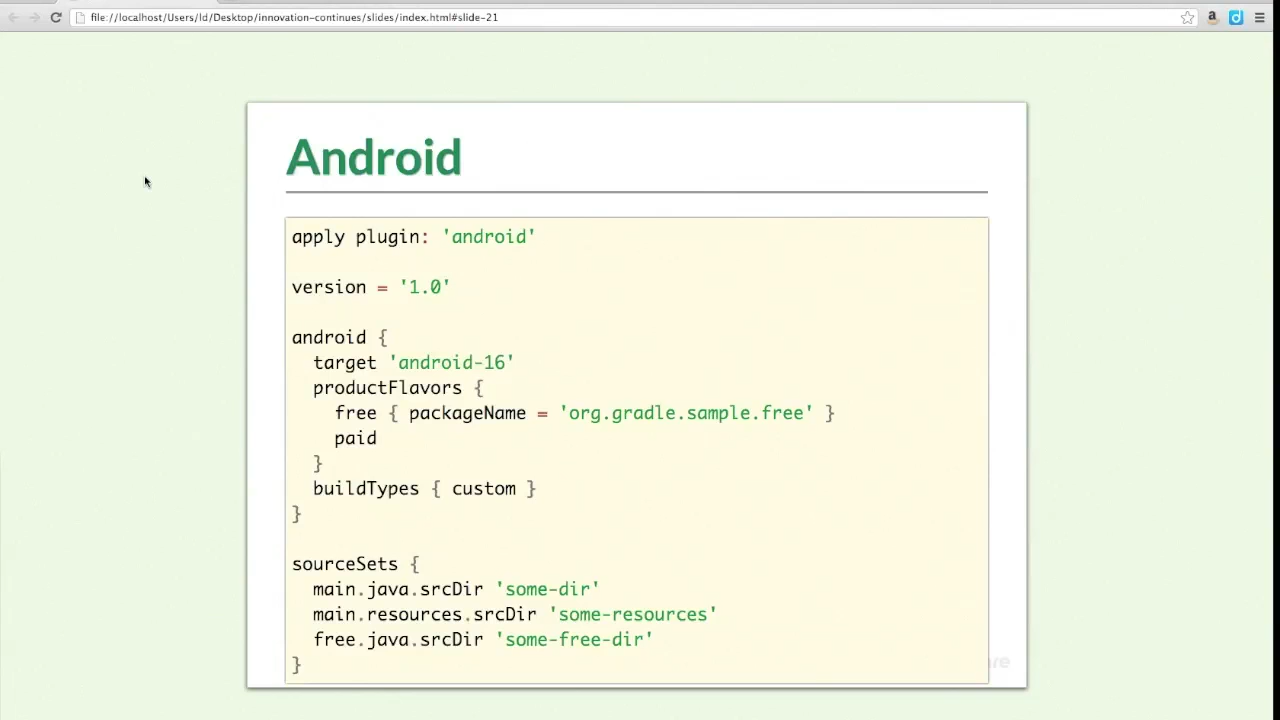 file://localhost/Users/ld/Desktop/innovation-continues/slides/index.html#slide-21
Android
apply plugin: 'android'
version = '1.0'
android {
target 'android-16'
productFlavors {
free { packageName = 'org.gradle.sample.free' }
paid
}
buildTypes { custom }
}
sourceSets {
main.java.srcDir 'some-dir'
main.resources.srcDir 'some-resources'
free.java.srcDir 'some-free-dir'
}